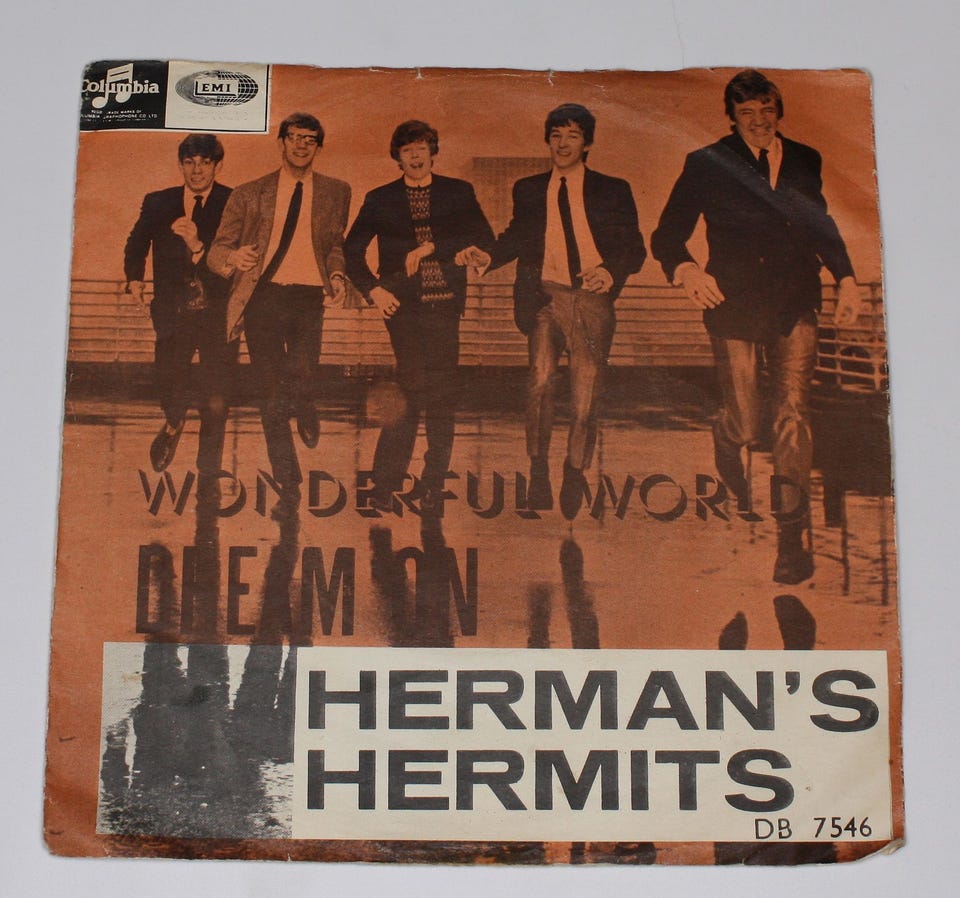 Columbia
EMI
WONDERFUL WORLD
DREAM ON
HERMAN'S
HERMITS
DB 7546